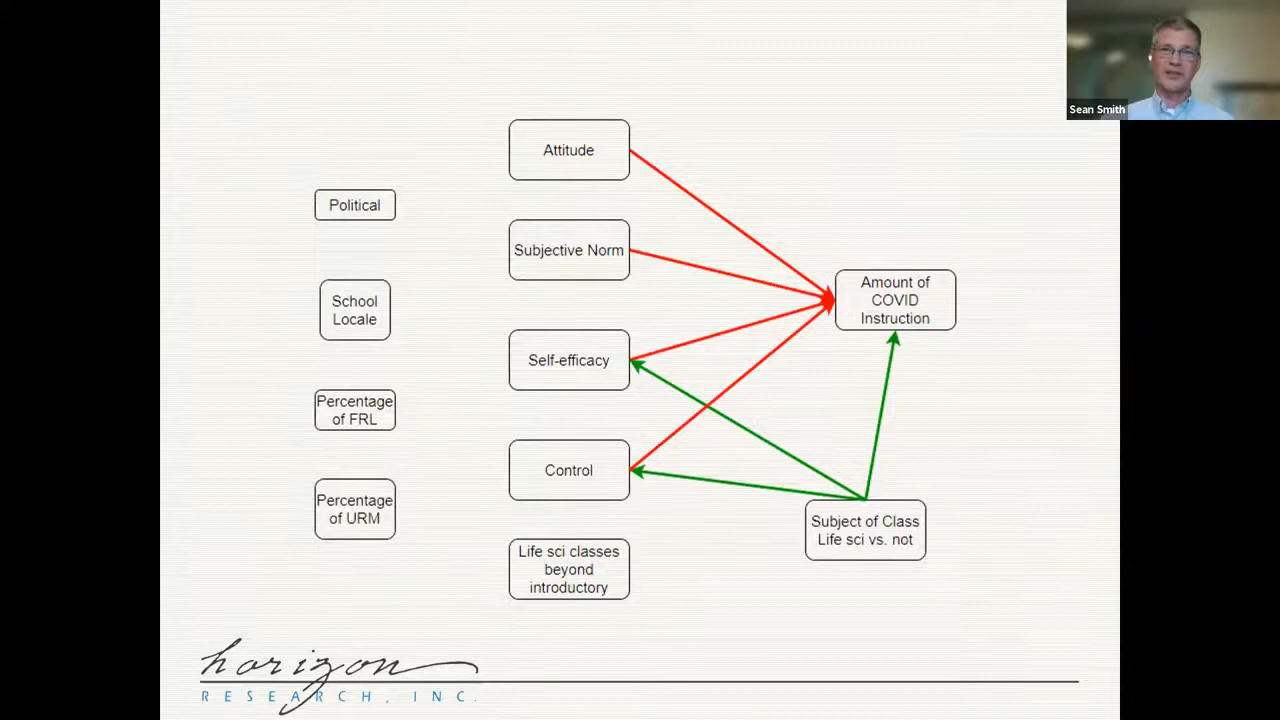 Sean Smith
Attitude
Political
Subjective Norm
School
Locale
Amount of
COVID
Instruction
Self-efficacy
Percentage
of FRL
Control
Percentage
of URM
Subject of Class
Life sci vs. not
Life sci classes
beyond
introductory
horizon
RESEARCH, INC.